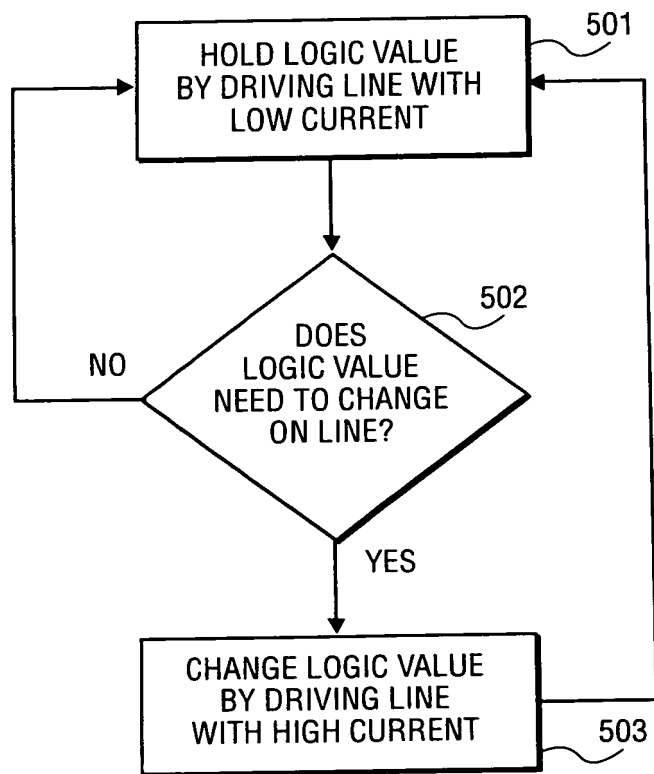 501
HOLD LOGIC VALUE
BY DRIVING LINE WITH
LOW CURRENT
502
DOES
LOGIC VALUE
NEED TO CHANGE
ON LINE?
NO
YES
CHANGE LOGIC VALUE
BY DRIVING LINE
WITH HIGH CURRENT
503